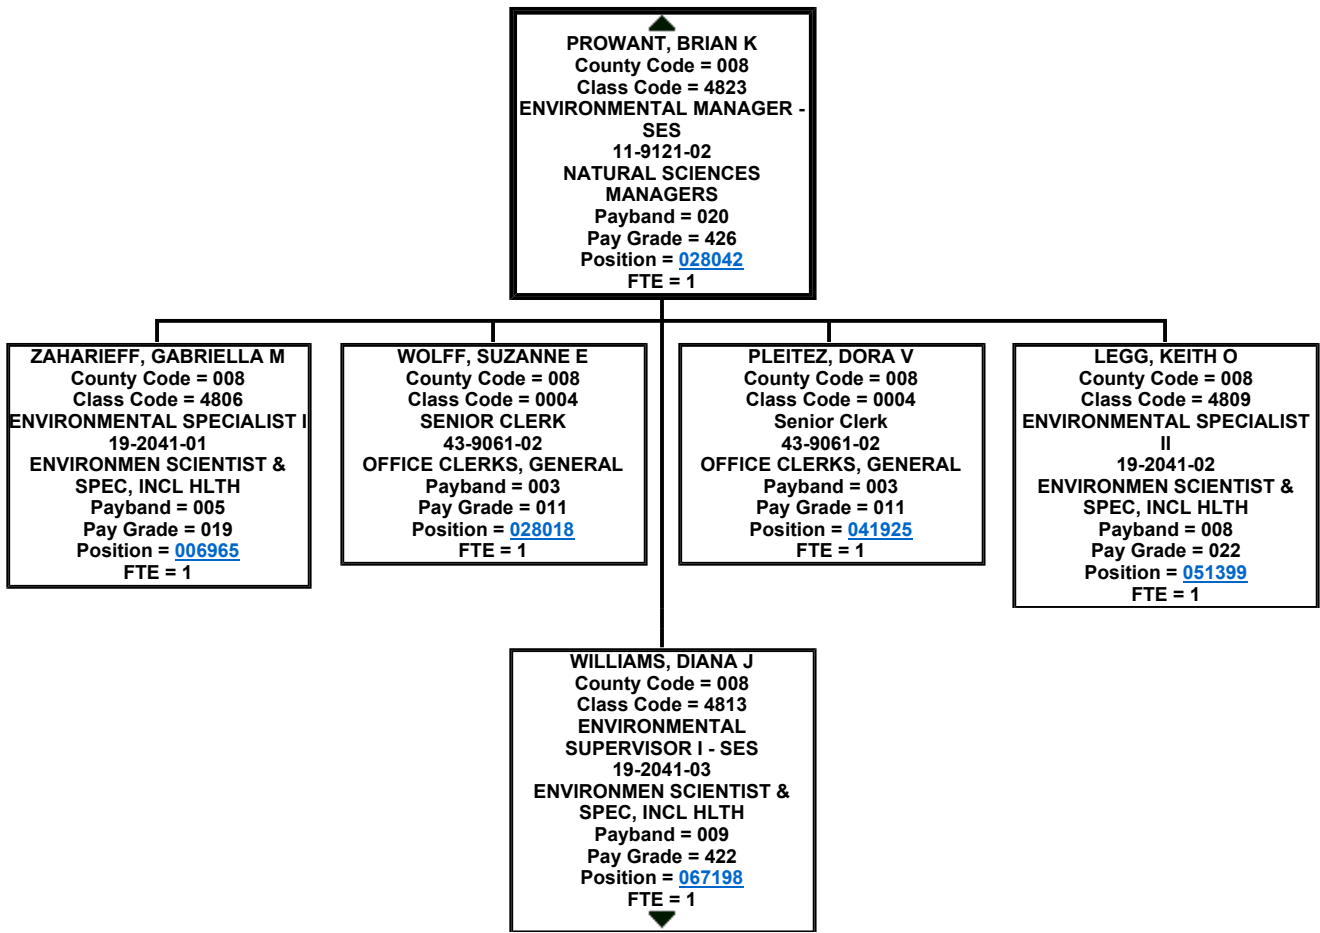 PROWANT, BRIAN K
County Code = 008
Class Code = 4823
ENVIRONMENTAL MANAGER -
SES
11-9121-02
NATURAL SCIENCES
MANAGERS
Payband = 020
Pay Grade = 426
Position = 028042
FTE = 1
ZAHARIEFF, GABRIELLA M
County Code = 008
Class Code = 4806
ENVIRONMENTAL SPECIALIST I
19-2041-01
ENVIRONMEN SCIENTIST &
SPEC, INCL HLTH
Payband = 005
Pay Grade = 019
Position = 006965
FTE = 1
WOLFF, SUZANNE E
County Code = 008
Class Code = 0004
SENIOR CLERK
43-9061-02
OFFICE CLERKS, GENERAL
Payband = 003
Pay Grade = 011
Position = 028018
FTE = 1
PLEITEZ, DORA V
County Code = 008
Class Code = 0004
Senior Clerk
43-9061-02
OFFICE CLERKS, GENERAL
Payband = 003
Pay Grade = 011
Position = 041925
FTE = 1
LEGG, KEITH O
County Code = 008
Class Code = 4809
ENVIRONMENTAL SPECIALIST
II
19-2041-02
ENVIRONMEN SCIENTIST &
SPEC, INCL HLTH
Payband = 008
Pay Grade = 022
Position = 051399
FTE = 1
WILLIAMS, DIANA J
County Code = 008
Class Code = 4813
ENVIRONMENTAL
SUPERVISOR I - SES
19-2041-03
ENVIRONMEN SCIENTIST &
SPEC, INCL HLTH
Payband = 009
Pay Grade = 422
Position = 067198
FTE = 1